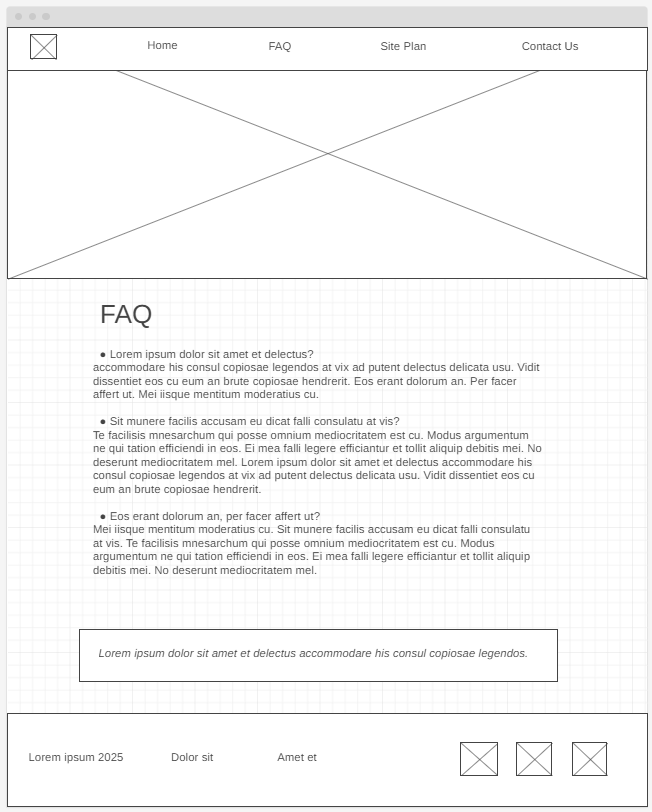 Home FAQ Site Plan Contact Us
FAQ
● Lorem ipsum dolor sit amet et delectus?
accommodare his consul copiosae legendos at vix ad putent delectus delicata usu. Vidit
dissentiet eos cu eum an brute copiosae hendrerit. Eos erant dolorum an. Per facer
affert ut. Mei iisque mentitum moderatius cu.
● Sit munere facilis accusam eu dicat falli consulatu at vis?
Te facilisis mnesarchum qui posse omnium mediocritatem est cu. Modus argumentum
ne qui tation efficiendi in eos. Ei mea falli legere efficiantur et tollit aliquip debitis mei. No
deserunt mediocritatem mel. Lorem ipsum dolor sit amet et delectus accommodare his
consul copiosae legendos at vix ad putent delectus delicata usu. Vidit dissentiet eos cu
eum an brute copiosae hendrerit.
● Eos erant dolorum an, per facer affert ut?
Mei iisque mentitum moderatius cu. Sit munere facilis accusam eu dicat falli consulatu
at vis. Te facilisis mnesarchum qui posse omnium mediocritatem est cu. Modus
argumentum ne qui tation efficiendi in eos. Ei mea falli legere efficiantur et tollit aliquip
debitis mei. No deserunt mediocritatem mel.
Lorem ipsum dolor sit amet et delectus accommodare his consul copiosae legendos.
Lorem ipsum 2025 Dolor sit Amet et